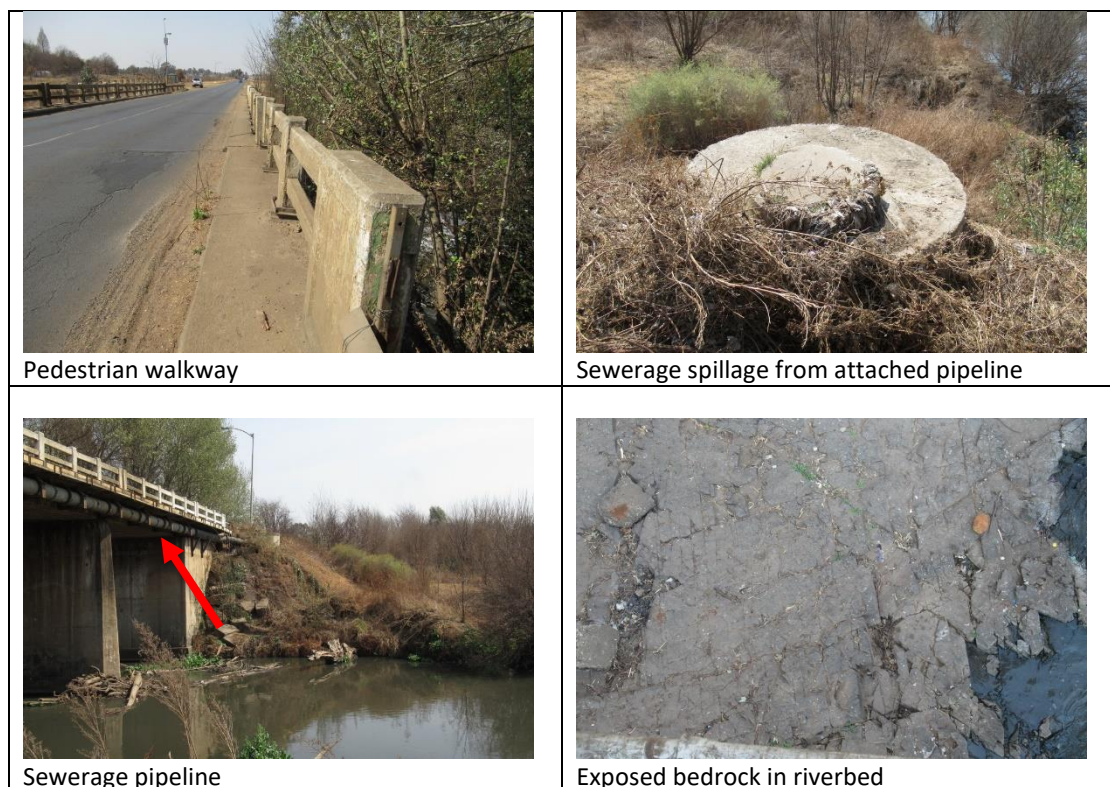 Pedestrian walkway
Sewerage spillage from attached pipeline
Sewerage pipeline
Exposed bedrock in riverbed